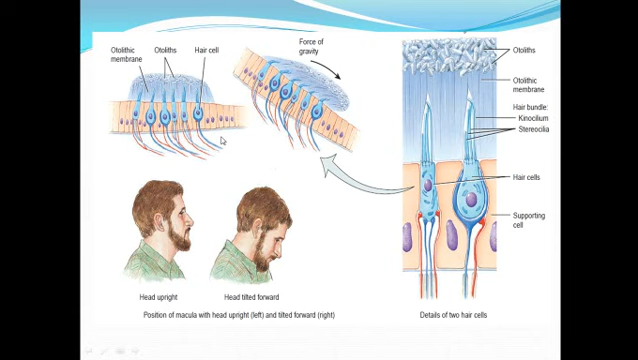 Otolithic
membrane
Otoliths
Hair cell
Force of
gravity
Otoliths
Otolithic
membrane
Hair bundle:
Kinocilium
Stereocilia
Hair cells
Supporting
cell
Head upright
Head tilted forward
Position of macula with head upright (left) and tilted forward (right)
Details of two hair cells